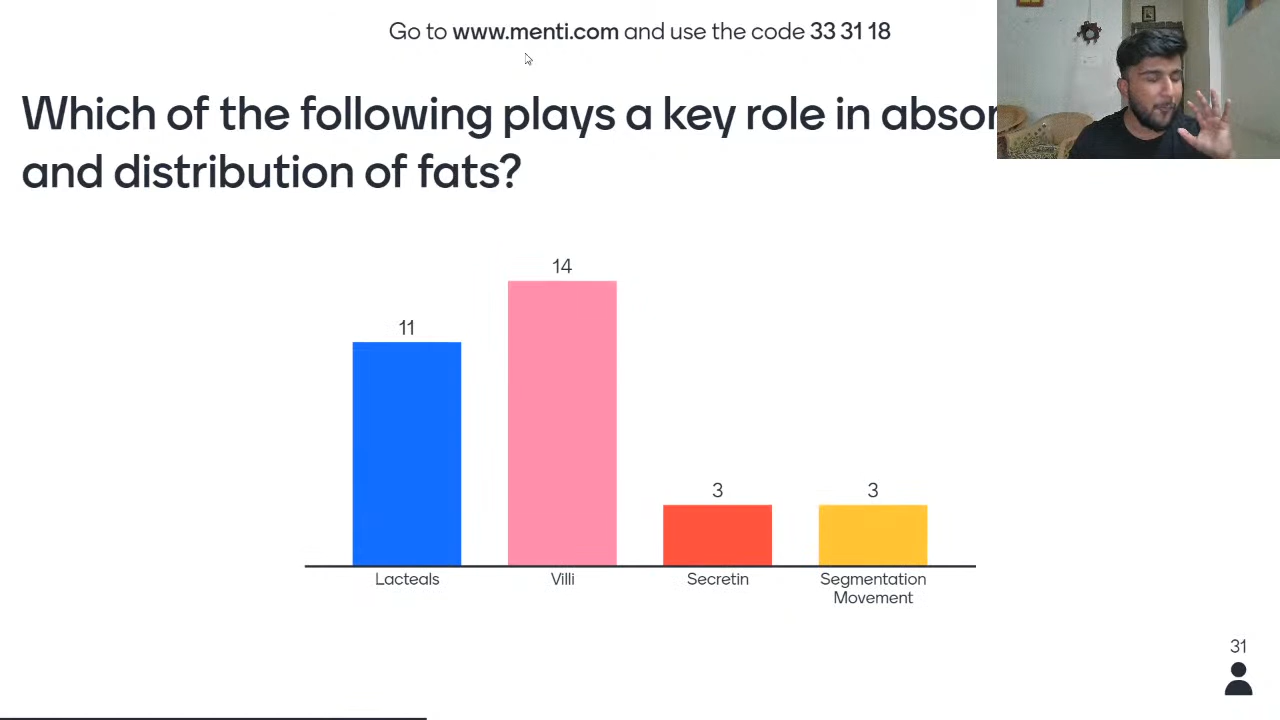 Go to www.menti.com and use the code 33 31 18
Which of the following plays a key role in
and distribution of fats?
14
11
3
3
Lacteals
Villi
Secretin
Segmentation
Movement
31